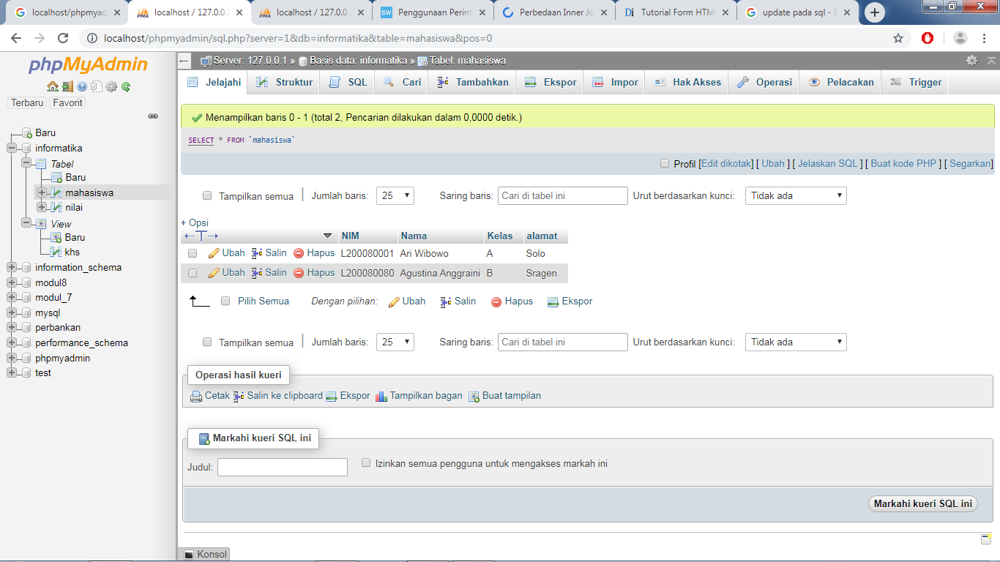 localhost/phpmyad
localhost / 127.0.0.
localhost / 127.0.0.
Penggunaan Perint
Perbedaan Inner Jo
Tutorial Form HTM
update pada sql - P
localhost/phpmyadmin/sql.php?server=1&db=informatika&table=mahasiswa&pos=0
phpMyAdmin
Terbaru Favorit
Baru
informatika
Tabel
Baru
mahasiswa
nilai
View
Baru
khs
information_schema
modul8
modul_7
mysql
perbankan
performance_schema
phpmyadmin
test
Server: 127.0.0.1 » Basis data: informatika » Tabel: mahasiswa
Jelajahi Struktur SQL Cari Tambahkan Ekspor Impor Hak Akses Operasi Pelacakan Trigger
Menampilkan baris 0 - 1 (total 2, Pencarian dilakukan dalam 0,0000 detik.)
SELECT * FROM `mahasiswa`
Profil [Edit dikotak] [ Ubah ] [ Jelaskan SQL ] [ Buat kode PHP ] [ Segarkan]
Tampilkan semua | Jumlah baris: 25 Saring baris: Cari di tabel ini Urut berdasarkan kunci: Tidak ada
+ Opsi
←T→ NIM Nama Kelas alamat
Ubah Salin Hapus L200080001 Ari Wibowo A Solo
Ubah Salin Hapus L200080080 Agustina Anggraini B Sragen
Pilih Semua Dengan pilihan: Ubah Salin Hapus Ekspor
Tampilkan semua | Jumlah baris: 25 Saring baris: Cari di tabel ini Urut berdasarkan kunci: Tidak ada
Operasi hasil kueri
Cetak Salin ke clipboard Ekspor Tampilkan bagan Buat tampilan
Markahi kueri SQL ini
Judul: Izinkan semua pengguna untuk mengakses markah ini
Markahi kueri SQL ini
Konsol